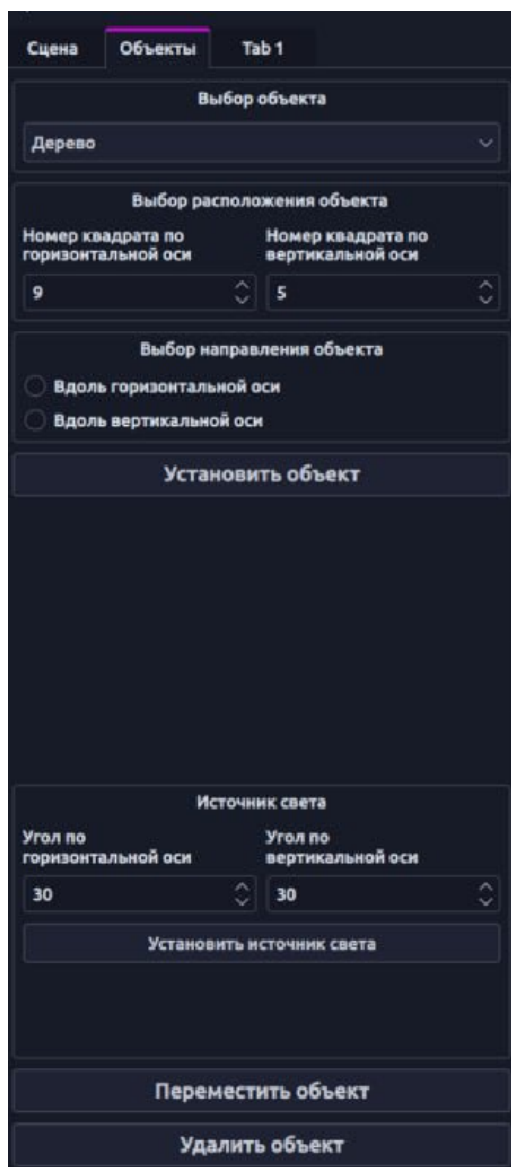 Сцена Объекты Tab 1
Выбор объекта
Дерево
Выбор расположения объекта
Номер квадрата по горизонтальной оси
Номер квадрата по вертикальной оси
9 5
Выбор направления объекта
Вдоль горизонтальной оси
Вдоль вертикальной оси
Установить объект
Источник света
Угол по горизонтальной оси
Угол по вертикальной оси
30 30
Установить источник света
Переместить объект
Удалить объект